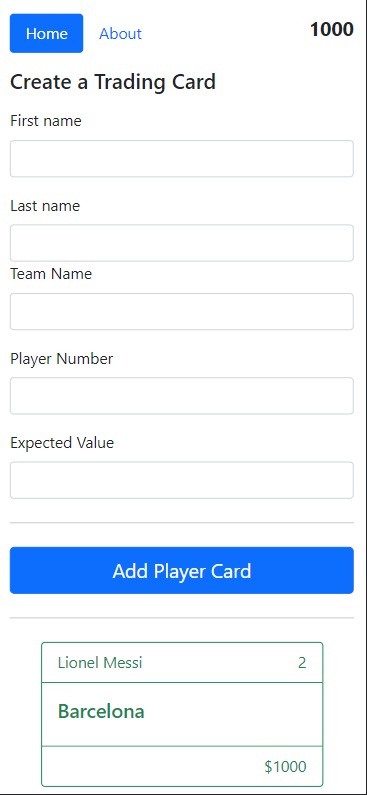 Home About 1000
Create a Trading Card
First name
Last name
Team Name
Player Number
Expected Value
Add Player Card
Lionel Messi 2
Barcelona
$1000